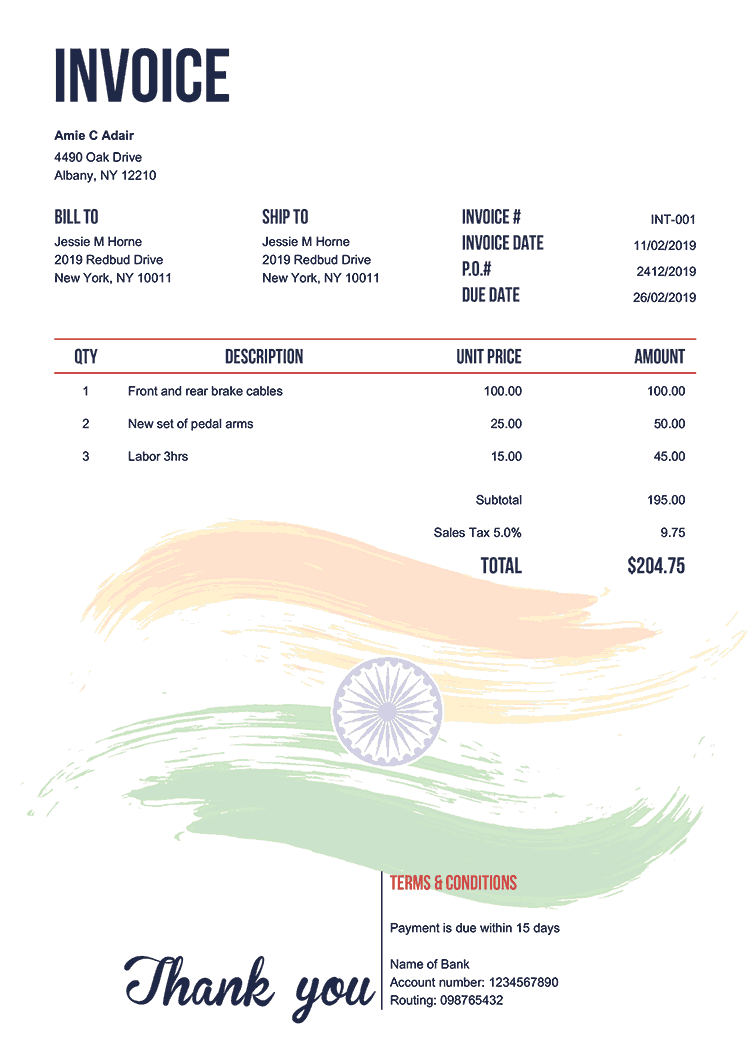 INVOICE
Amie C Adair
4490 Oak Drive
Albany, NY 12210
BILL TO
Jessie M Horne
2019 Redbud Drive
New York, NY 10011
SHIP TO
Jessie M Horne
2019 Redbud Drive
New York, NY 10011
INVOICE # INT-001
INVOICE DATE 11/02/2019
P.O.# 2412/2019
DUE DATE 26/02/2019
QTY DESCRIPTION UNIT PRICE AMOUNT
1 Front and rear brake cables 100.00 100.00
2 New set of pedal arms 25.00 50.00
3 Labor 3hrs 15.00 45.00
Subtotal 195.00
Sales Tax 5.0% 9.75
TOTAL $204.75
Thank you
TERMS & CONDITIONS
Payment is due within 15 days
Name of Bank
Account number: 1234567890
Routing: 098765432